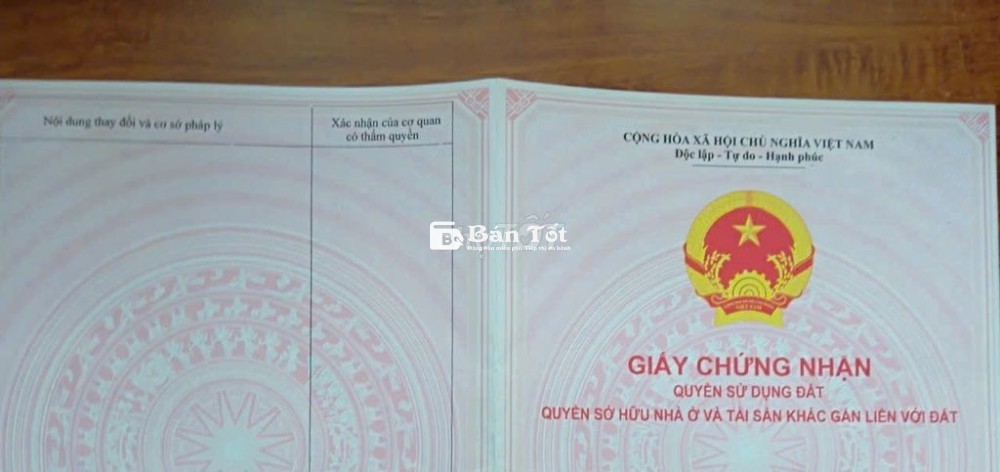 Nội dung thay đổi và cơ sở pháp lý
Xác nhận của cơ quan
có thẩm quyền
CỘNG HÒA XÃ HỘI CHỦ NGHĨA VIỆT NAM
Độc lập - Tự do - Hạnh phúc
Bán Tốt
VIỆT NAM
GIẤY CHỨNG NHẬN
QUYỀN SỬ DỤNG ĐẤT
QUYỀN SỞ HỮU NHÀ Ở VÀ TÀI SẢN KHÁC GẮN LIỀN VỚI ĐẤT